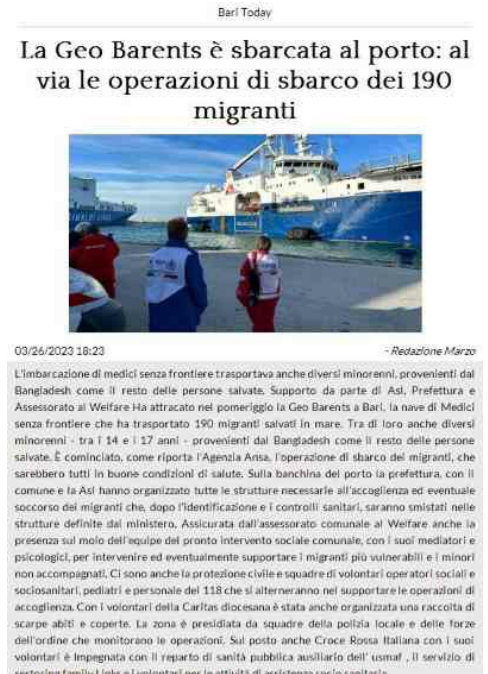 Bari Today
La Geo Barents è sbarcata al porto: al
via le operazioni di sbarco dei 190
migranti
03/26/2023 18:23
- Redazione Marzo
L'imbarcazione di medici senza frontiere trasportava anche diversi minorenni, provenienti dal
Bangladesh come il resto delle persone salvate. Supporto da parte di Asl, Prefettura e
Assessorato al Welfare Ha attraccato nel pomeriggio la Geo Barents a Bari, la nave di Medici
senza frontiere che ha trasportato 190 migranti salvati in mare. Tra di loro anche diversi
minorenni - tra i 14 e i 17 anni - provenienti dal Bangladesh come il resto delle persone
salvate. È cominciato, come riporta l'Agenzia Ansa, l'operazione di sbarco dei migranti, che
sarebbero tutti in buone condizioni di salute. Sulla banchina del porto la prefettura, con il
comune e la Asl hanno organizzato tutte le strutture necessarie all'accoglienza ed eventuale
soccorso dei migranti che, dopo l'identificazione e i controlli sanitari, saranno smistati nelle
strutture definite dal ministero. Assicurata dall'assessorato comunale al Welfare anche la
presenza sul molo dell'equipe del pronto intervento sociale comunale, con i suoi mediatori e
psicologici, per intervenire ed eventualmente supportare i migranti più vulnerabili e i minori
non accompagnati. Ci sono anche la protezione civile e squadre di volontari operatori sociali e
sociosanitari, pediatri e personale del 118 che si alterneranno nel supportare le operazioni di
accoglienza. Con i volontari della Caritas diocesana è stata anche organizzata una raccolta di
scarpe abiti e coperte. La zona è presidiata da squadre della polizia locale e delle forze
dell'ordine che monitorano le operazioni. Sul posto anche Croce Rossa Italiana con i suoi
volontari è Impegnata con il reparto di sanità pubblica ausiliario dell' usmaf , il servizio di
restoring family Links e i volontari per le attività di assistenza socio sanitaria